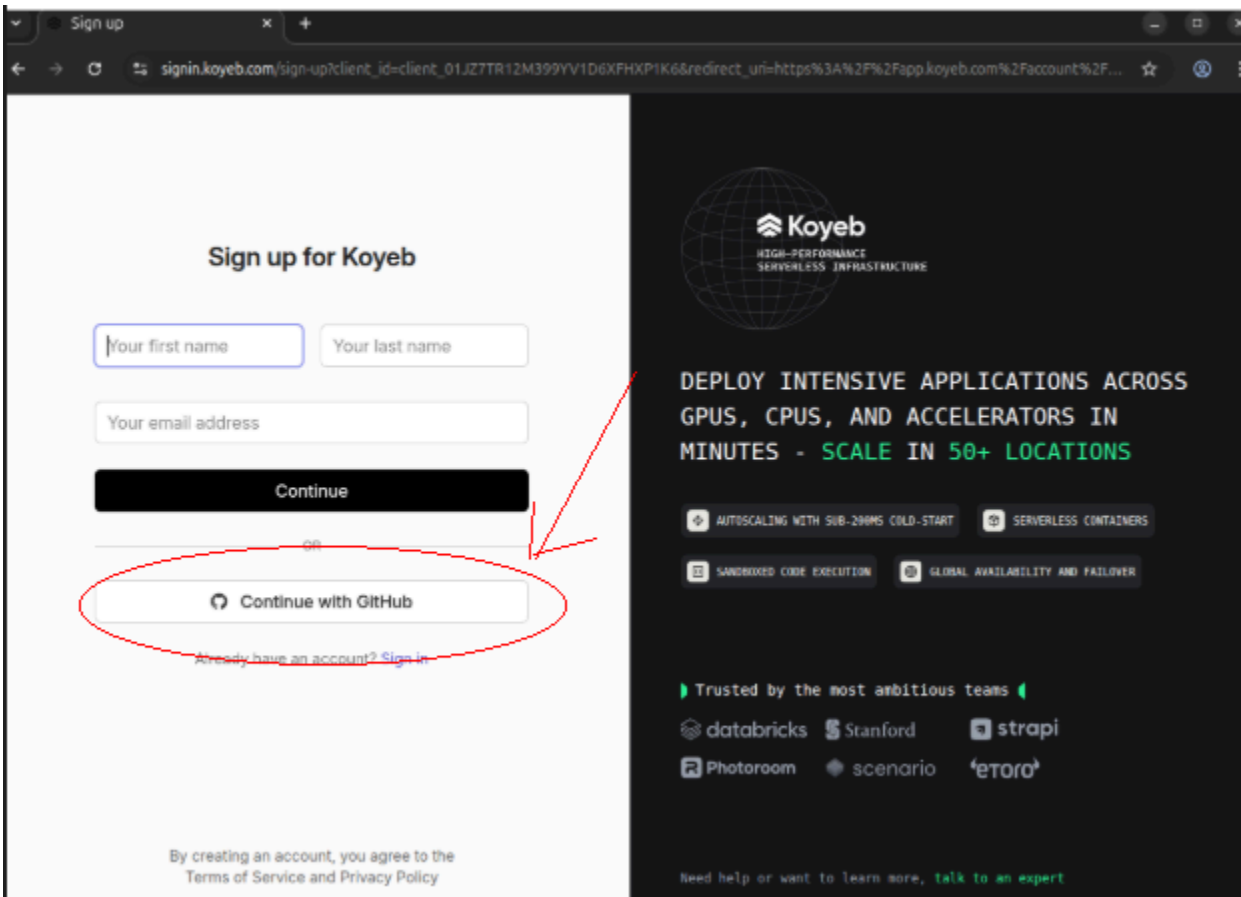 Sign up
signin.koyeb.com/sign-up?client_id=client_01JZ7TR12M399YV1D6XFHXP1K6&redirect_uri=https%3A%2F%2Fapp.koyeb.com%2Faccount%2F...
Sign up for Koyeb
Your first name
Your last name
Your email address
Continue
OR
Continue with GitHub
Already have an account? Sign in
By creating an account, you agree to the
Terms of Service and Privacy Policy
Koyeb
HIGH-PERFORMANCE
SERVERLESS INFRASTRUCTURE
DEPLOY INTENSIVE APPLICATIONS ACROSS
GPUS, CPUS, AND ACCELERATORS IN
MINUTES - SCALE IN 50+ LOCATIONS
AUTOSCALING WITH SUB-200MS COLD-START
SERVERLESS CONTAINERS
SANDBOXED CODE EXECUTION
GLOBAL AVAILABILITY AND FAILOVER
Trusted by the most ambitious teams
databricks Stanford strapi
Photoroom scenario eToro
Need help or want to learn more, talk to an expert